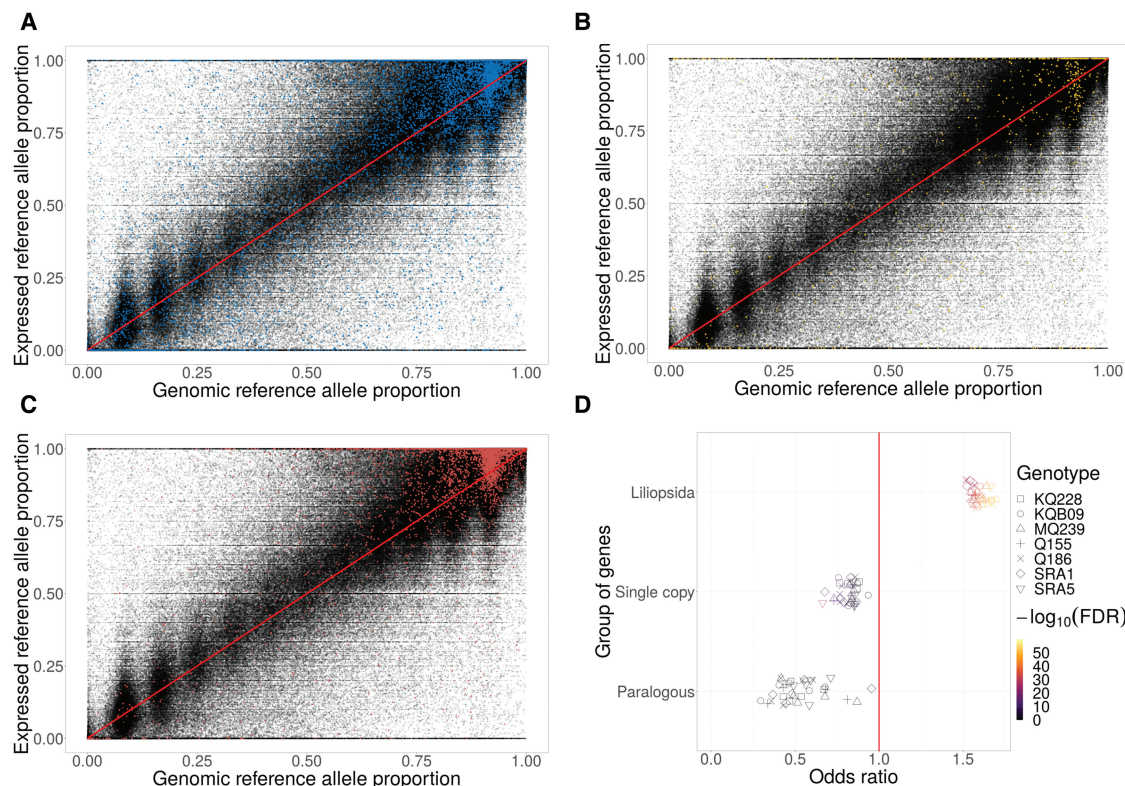 A
Expressed reference allele proportion
1.00
0.75
0.50
0.25
0.00
0.00 0.25 0.50 0.75 1.00
Genomic reference allele proportion
B
Expressed reference allele proportion
1.00
0.75
0.50
0.25
0.00
0.00 0.25 0.50 0.75 1.00
Genomic reference allele proportion
C
Expressed reference allele proportion
1.00
0.75
0.50
0.25
0.00
0.00 0.25 0.50 0.75 1.00
Genomic reference allele proportion
D
Group of genes
Liliopsida
Single copy
Paralogous
0.0 0.5 1.0 1.5
Odds ratio
Genotype
KQ228
KQB09
MQ239
Q155
Q186
SRA1
SRA5
−log10(FDR)
50
40
30
20
10
0